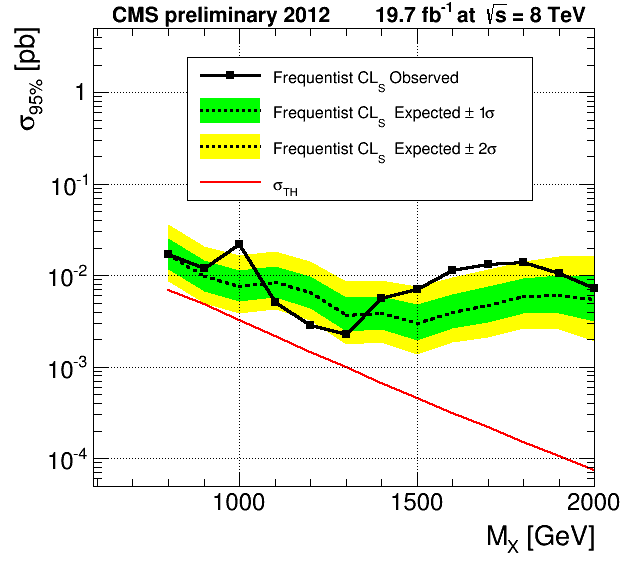 CMS preliminary 2012 19.7 fb⁻¹ at √s = 8 TeV
σ95% [pb]
Frequentist CLS Observed
Frequentist CLS Expected ± 1σ
Frequentist CLS Expected ± 2σ
σTH
1
10⁻¹
10⁻²
10⁻³
10⁻⁴
1000 1500 2000
MX [GeV]